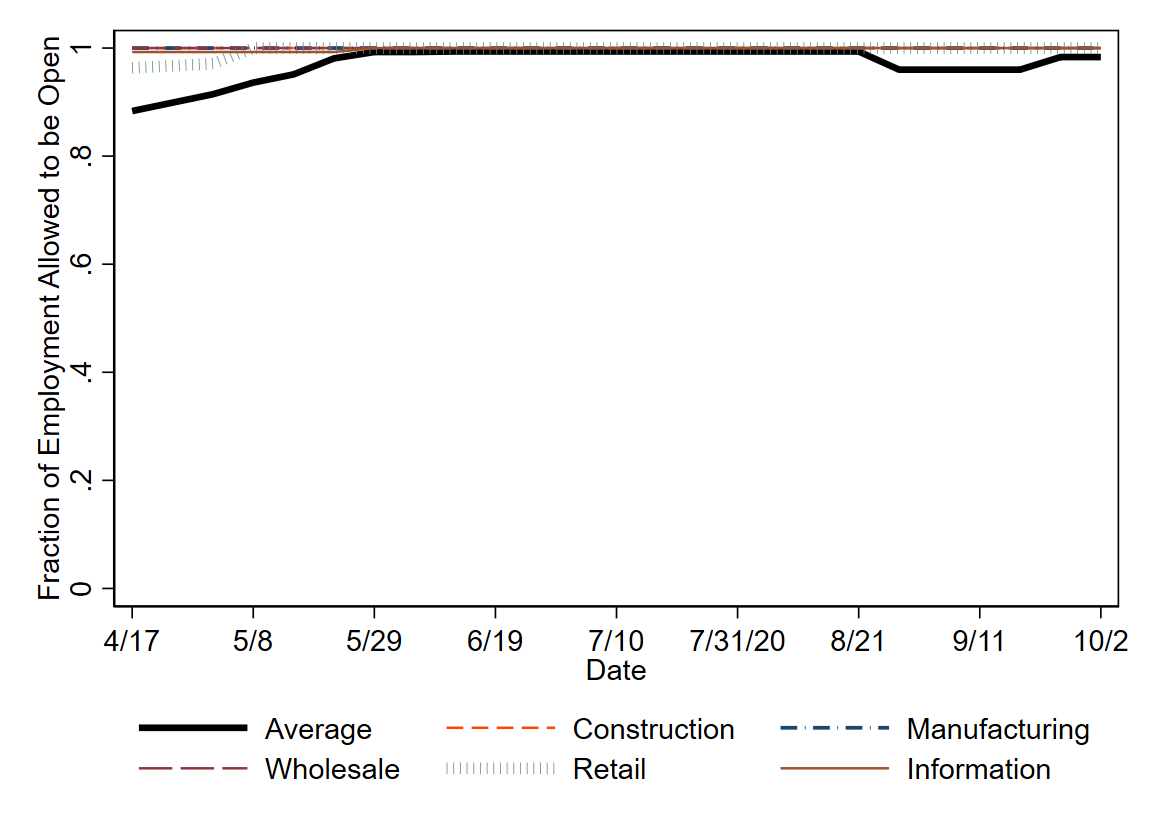 Fraction of Employment Allowed to be Open
1
.8
.6
.4
.2
0
4/17 5/8 5/29 6/19 7/10 7/31/20 8/21 9/11 10/2
Date
Average Construction Manufacturing
Wholesale Retail Information